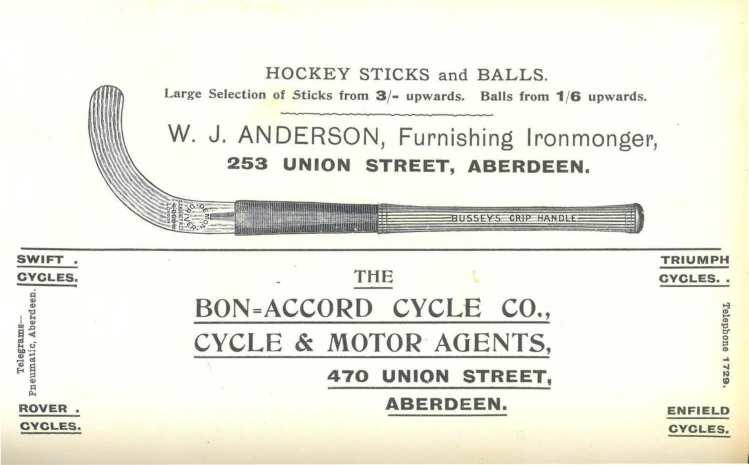 HOCKEY STICKS and BALLS.
Large Selection of Sticks from 3/- upwards. Balls from 1/6 upwards.
W. J. ANDERSON, Furnishing Ironmonger,
253 UNION STREET, ABERDEEN.
DEMON
DRIVER.
BUSSEY'S GRIP HANDLE
SWIFT .
CYCLES.
TRIUMPH
CYCLES. .
Telegrams—
Pneumatic, Aberdeen.
THE
BON=ACCORD CYCLE CO.,
CYCLE & MOTOR AGENTS,
470 UNION STREET,
ABERDEEN.
Telephone 1729.
ROVER .
CYCLES.
ENFIELD
CYCLES.